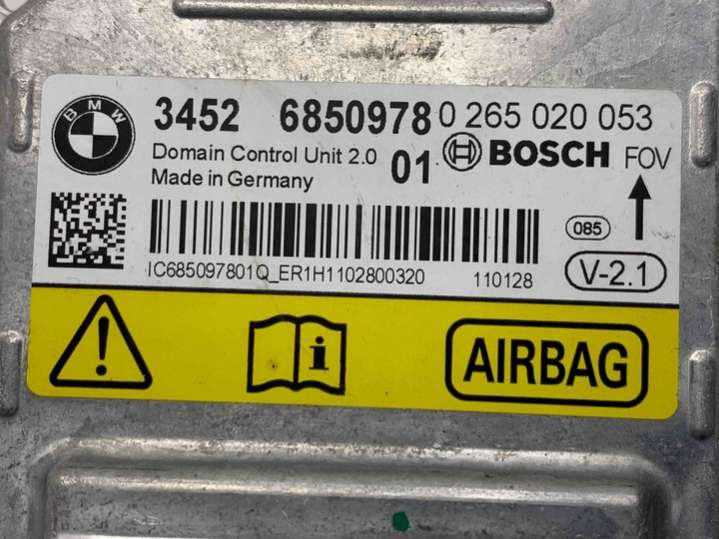 BMW
3452 6850978 0 265 020 053
Domain Control Unit 2.0 01 BOSCH FOV
Made in Germany
085
IC685097801Q_ER1H1102800320 110128 V-2.1
i
AIRBAG